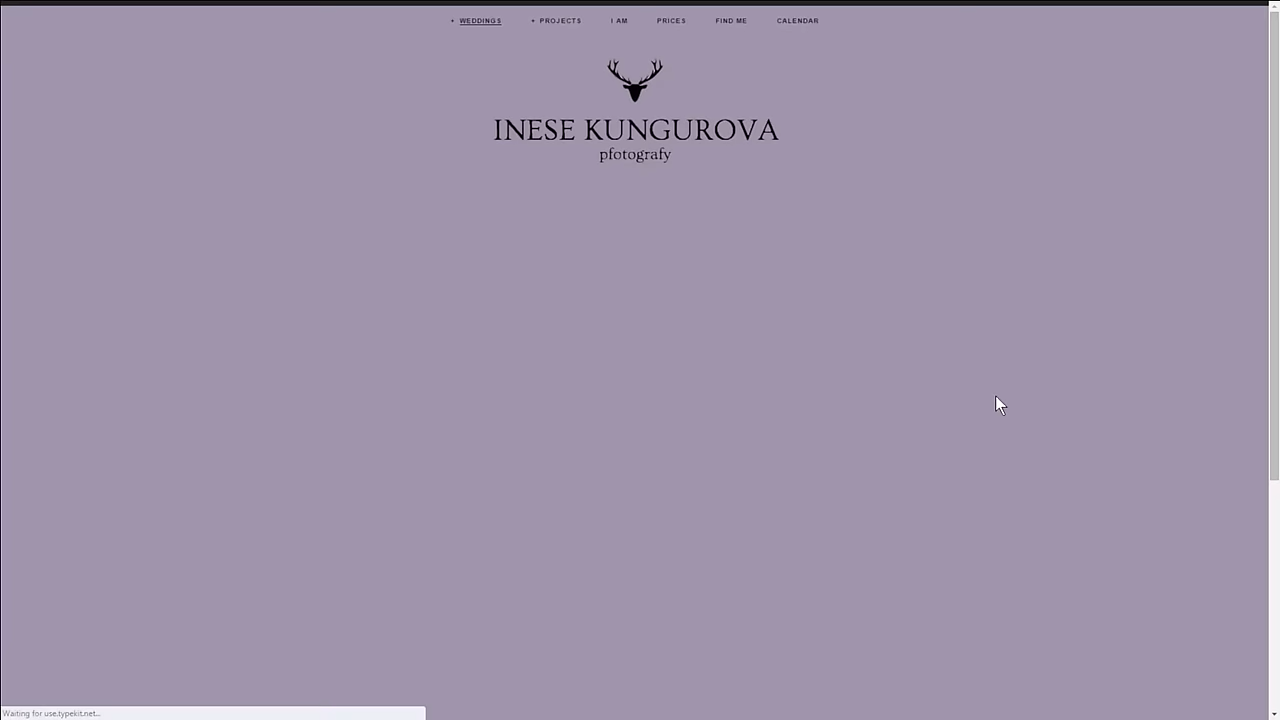 + WEDDINGS + PROJECTS I AM PRICES FIND ME CALENDAR
INESE KUNGUROVA
pfotografy
Waiting for use.typekit.net...